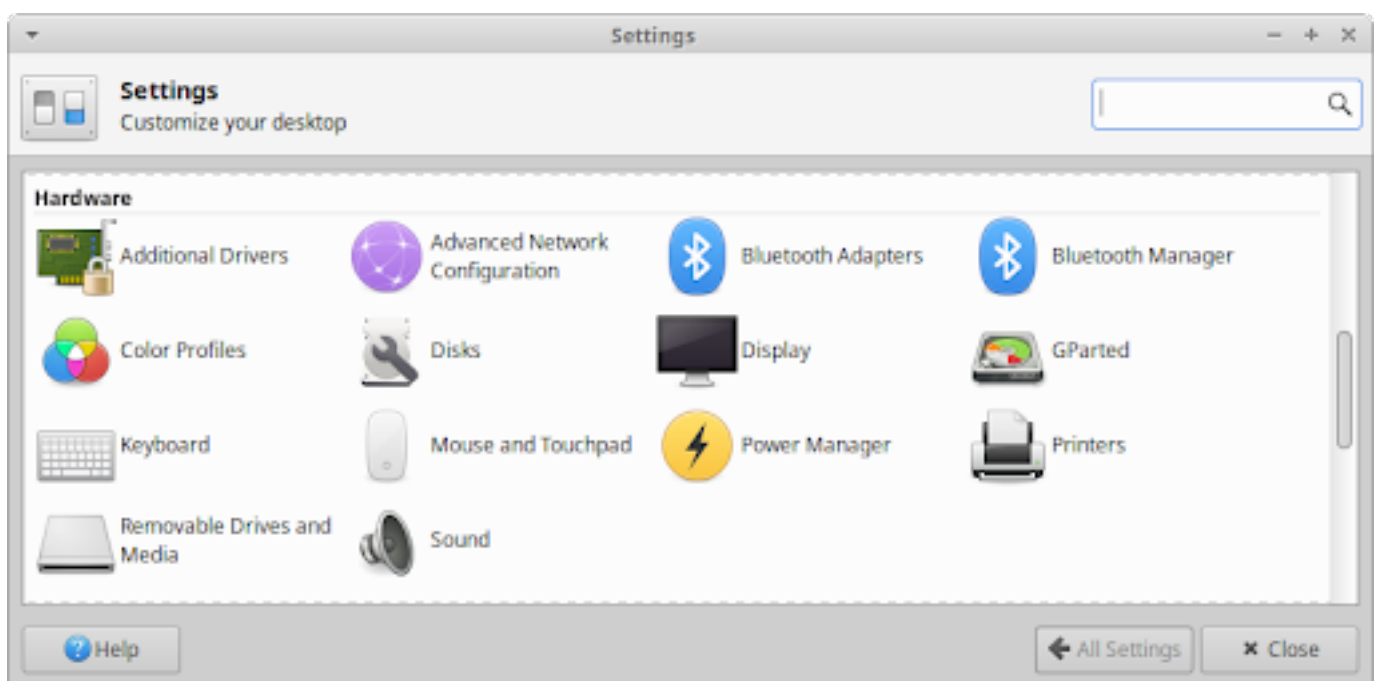 Settings
Settings
Customize your desktop
Hardware
Additional Drivers
Advanced Network
Configuration
Bluetooth Adapters
Bluetooth Manager
Color Profiles
Disks
Display
GParted
Keyboard
Mouse and Touchpad
Power Manager
Printers
Removable Drives and
Media
Sound
Help
All Settings
Close